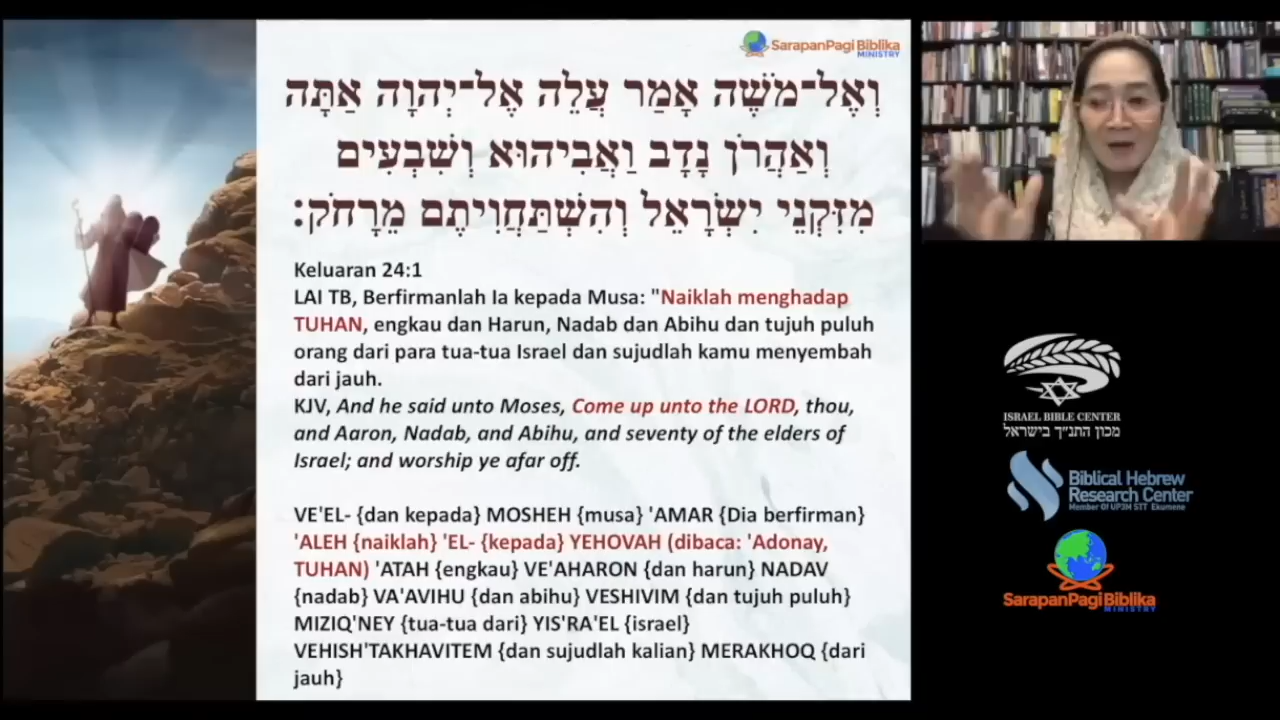 SarapanPagi Biblika
MINISTRY
וְאֶל־מֹשֶׁה אָמַר עֲלֵה אֶל־יְהוָה אַתָּה
וְאַהֲרֹן נָדָב וַאֲבִיהוּא וְשִׁבְעִים
מִזִּקְנֵי יִשְׂרָאֵל וְהִשְׁתַּחֲוִיתֶם מֵרָחֹק׃
Keluaran 24:1
LAI TB, Berfirmanlah Ia kepada Musa: "Naiklah menghadap
TUHAN, engkau dan Harun, Nadab dan Abihu dan tujuh puluh
orang dari para tua-tua Israel dan sujudlah kamu menyembah
dari jauh.
KJV, And he said unto Moses, Come up unto the LORD, thou,
and Aaron, Nadab, and Abihu, and seventy of the elders of
Israel; and worship ye afar off.
VE'EL- {dan kepada} MOSHEH {musa} 'AMAR {Dia berfirman}
'ALEH {naiklah} 'EL- {kepada} YEHOVAH (dibaca: 'Adonay,
TUHAN) 'ATAH {engkau} VE'AHARON {dan harun} NADAV
{nadab} VA'AVIHU {dan abihu} VESHIVIM {dan tujuh puluh}
MIZIQ'NEY {tua-tua dari} YIS'RA'EL {israel}
VEHISH'TAKHAVITEM {dan sujudlah kalian} MERAKHOQ {dari
jauh}
ISRAEL BIBLE CENTER
מכון התנ״ך בישראל
Biblical Hebrew
Research Center
Member Of UP3M STT Ekumene
SarapanPagi Biblika
MINISTRY